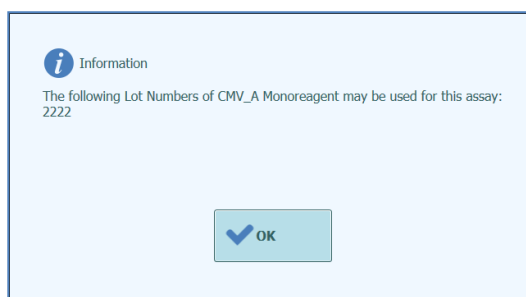 Information
The following Lot Numbers of CMV_A Monoreagent may be used for this assay:
2222
OK